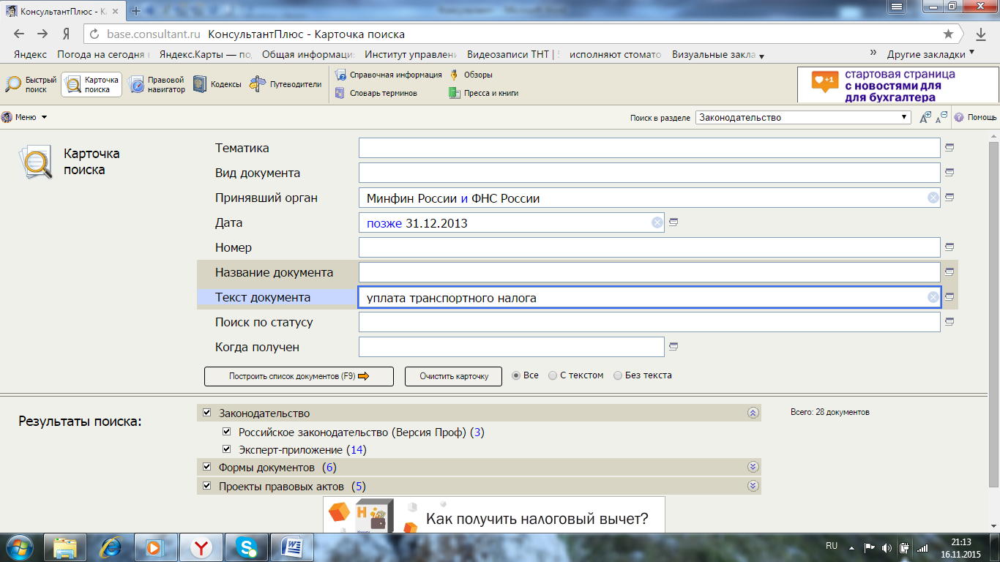 КонсультантПлюс - Ка
Консультант - Microsoft Word
base.consultant.ru КонсультантПлюс - Карточка поиска
Яндекс Погода на сегодня Яндекс.Карты — по Общая информаци Институт управлен Видеозаписи ТНТ | исполняют стомато Визуальные закла » Другие закладки
Быстрый поиск
Карточка поиска
Правовой навигатор
Кодексы
Путеводители
Справочная информация
Обзоры
Словарь терминов
Пресса и книги
+1
стартовая страница
с новостями для
для бухгалтера
Меню
Поиск в разделе Законодательство
Помощь
Карточка
поиска
Тематика
Вид документа
Принявший орган Минфин России и ФНС России
Дата позже 31.12.2013
Номер
Название документа
Текст документа уплата транспортного налога
Поиск по статусу
Когда получен
Построить список документов (F9) Очистить карточку Все С текстом Без текста
Результаты поиска:
Законодательство
Всего: 28 документов
Российское законодательство (Версия Проф) (3)
Эксперт-приложение (14)
Формы документов (6)
Проекты правовых актов (5)
Как получить налоговый вычет?
RU
21:13
16.11.2015